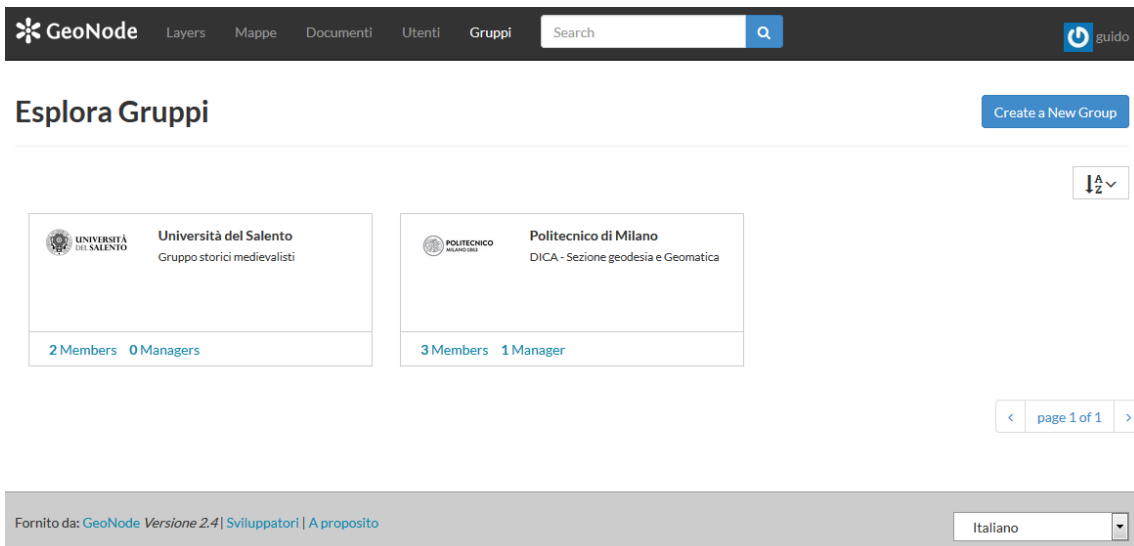 GeoNode Layers Mappe Documenti Utenti Gruppi Search guido
Esplora Gruppi
Create a New Group
A
Z
UNIVERSITÀ
DEL SALENTO
Università del Salento
Gruppo storici medievalisti
2 Members 0 Managers
POLITECNICO
MILANO 1863
Politecnico di Milano
DICA - Sezione geodesia e Geomatica
3 Members 1 Manager
< page 1 of 1 >
Fornito da: GeoNode Versione 2.4 | Sviluppatori | A proposito
Italiano